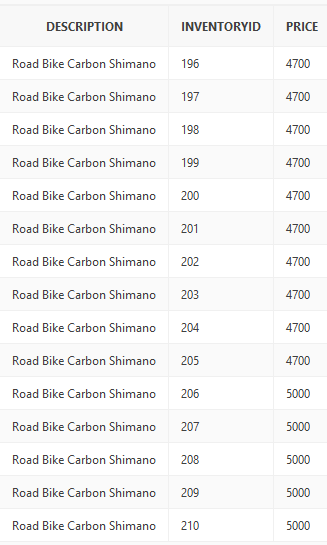 DESCRIPTION INVENTORYID PRICE
Road Bike Carbon Shimano 196 4700
Road Bike Carbon Shimano 197 4700
Road Bike Carbon Shimano 198 4700
Road Bike Carbon Shimano 199 4700
Road Bike Carbon Shimano 200 4700
Road Bike Carbon Shimano 201 4700
Road Bike Carbon Shimano 202 4700
Road Bike Carbon Shimano 203 4700
Road Bike Carbon Shimano 204 4700
Road Bike Carbon Shimano 205 4700
Road Bike Carbon Shimano 206 5000
Road Bike Carbon Shimano 207 5000
Road Bike Carbon Shimano 208 5000
Road Bike Carbon Shimano 209 5000
Road Bike Carbon Shimano 210 5000